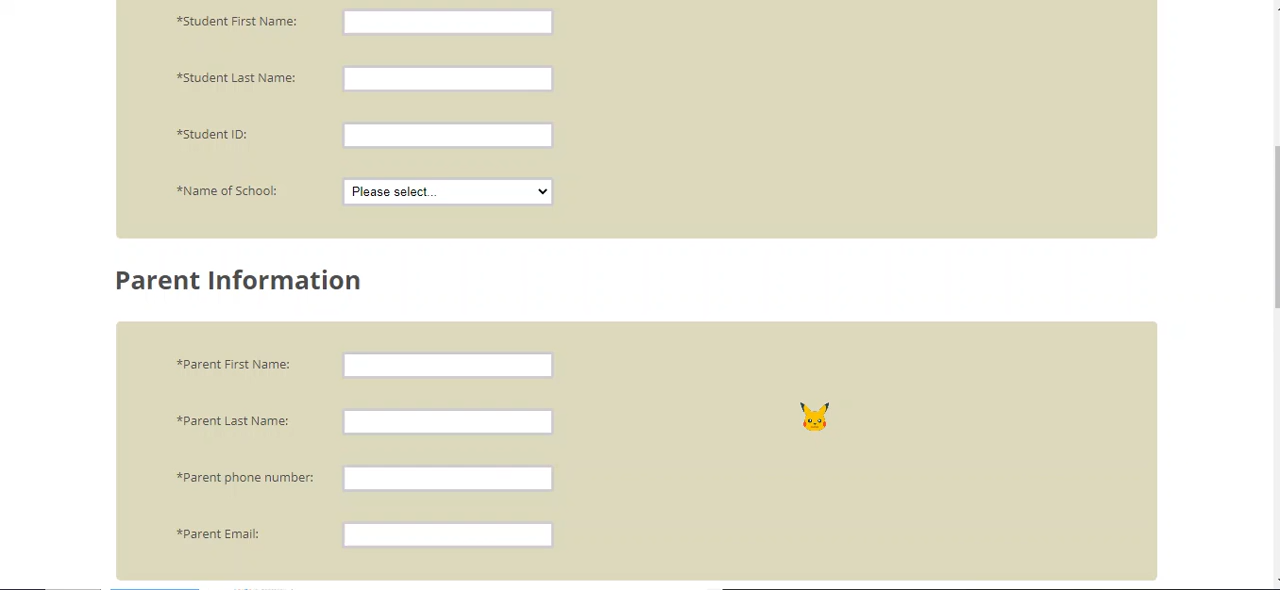 *Student First Name:
*Student Last Name:
*Student ID:
*Name of School: Please select...
Parent Information
*Parent First Name:
*Parent Last Name:
*Parent phone number:
*Parent Email: